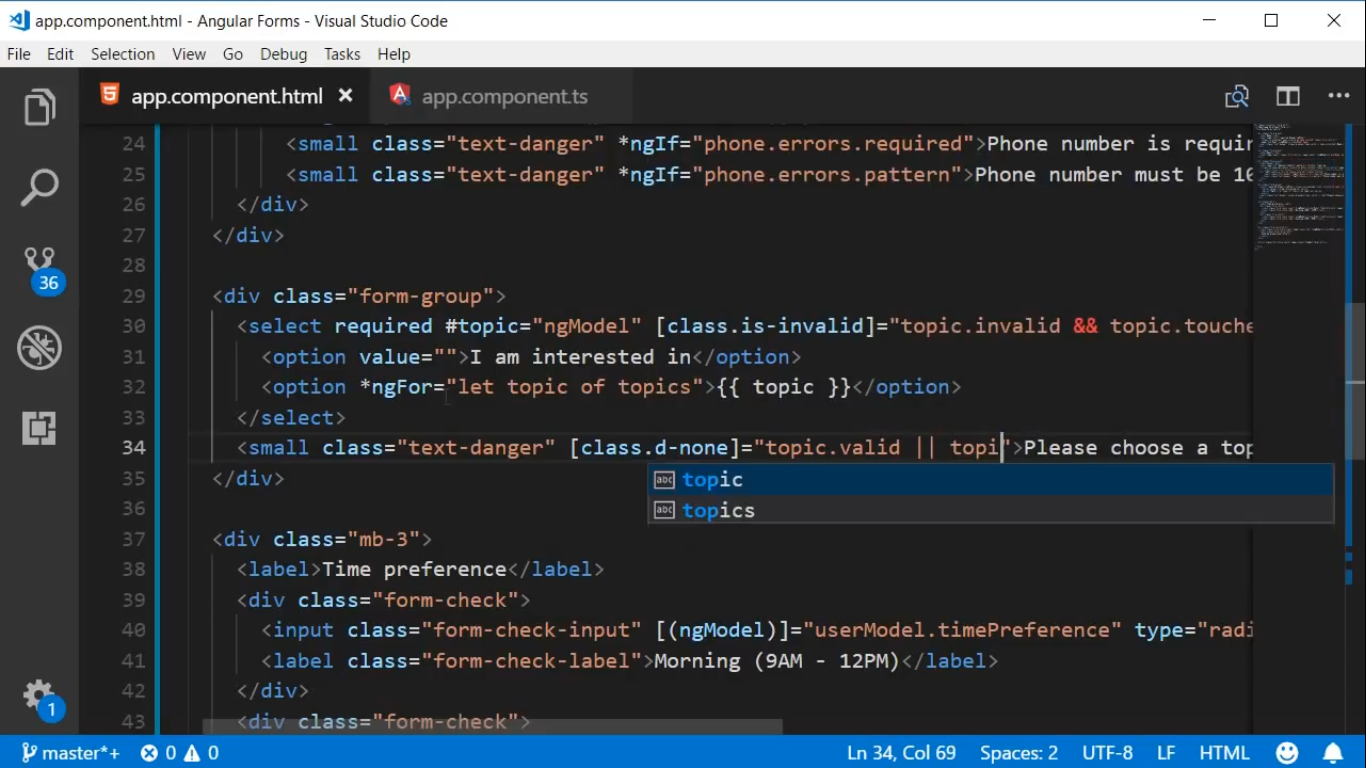 app.component.html - Angular Forms - Visual Studio Code
File Edit Selection View Go Debug Tasks Help
app.component.html app.component.ts
24 <small class="text-danger" *ngIf="phone.errors.required">Phone number is requir
25 <small class="text-danger" *ngIf="phone.errors.pattern">Phone number must be 10
26 </div>
27 </div>
28
29 <div class="form-group">
30 <select required #topic="ngModel" [class.is-invalid]="topic.invalid && topic.touche
31 <option value="">I am interested in</option>
32 <option *ngFor="let topic of topics">{{ topic }}</option>
33 </select>
34 <small class="text-danger" [class.d-none]="topic.valid || topi">Please choose a top
topic
topics
35 </div>
36
37 <div class="mb-3">
38 <label>Time preference</label>
39 <div class="form-check">
40 <input class="form-check-input" [(ngModel)]="userModel.timePreference" type="radi
41 <label class="form-check-label">Morning (9AM - 12PM)</label>
42 </div>
43 <div class="form-check">
36
1
master*+ 0 0 Ln 34, Col 69 Spaces: 2 UTF-8 LF HTML